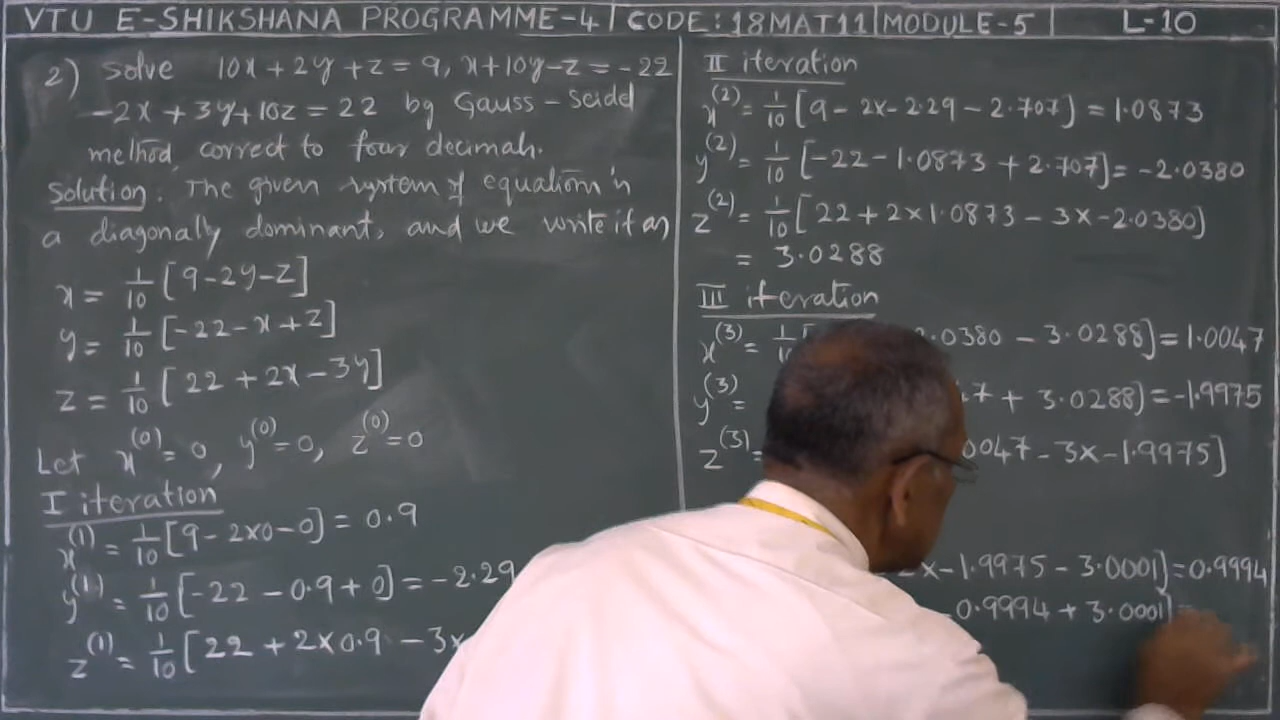 VTU E-SHIKSHANA PROGRAMME-4 | CODE: 18MAT11 | MODULE-5 | L-10
2) Solve 10x + 2y + z = 9, x+10y-z = -22
-2x + 3y + 10z = 22 by Gauss-Seidel
method, correct to four decimals.
Solution: The given system of equations is
a diagonally dominant, and we write it as
x = 1/10 [9-2y-z]
y = 1/10 [-22-x+z]
z = 1/10 [22 + 2x - 3y]
Let x^(0) = 0, y^(0) = 0, z^(0) = 0
I iteration
x^(1) = 1/10 [9 - 2x0 - 0] = 0.9
y^(1) = 1/10 [-22 - 0.9 + 0] = -2.29
z^(1) = 1/10 [22 + 2x0.9 - 3x
II iteration
x^(2) = 1/10 [9 - 2x-2.29 - 2.707] = 1.0873
y^(2) = 1/10 [-22 - 1.0873 + 2.707] = -2.0380
z^(2) = 1/10 [22 + 2x1.0873 - 3x-2.0380]
= 3.0288
III iteration
x^(3) = 1/10 [ .0380 - 3.0288] = 1.0047
y^(3) = 47 + 3.0288] = -1.9975
z^(3) = 0047 - 3x-1.9975]
2x-1.9975 - 3.0001] = 0.9994
- 0.9994 + 3.0001] =